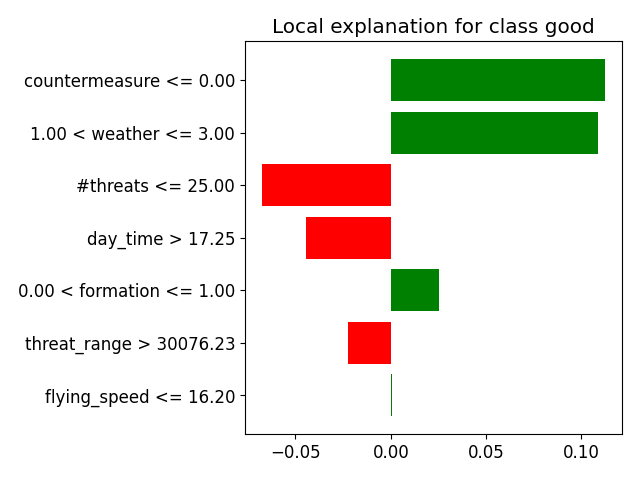 Local explanation for class good
countermeasure <= 0.00
1.00 < weather <= 3.00
#threats <= 25.00
day_time > 17.25
0.00 < formation <= 1.00
threat_range > 30076.23
flying_speed <= 16.20
−0.05 0.00 0.05 0.10